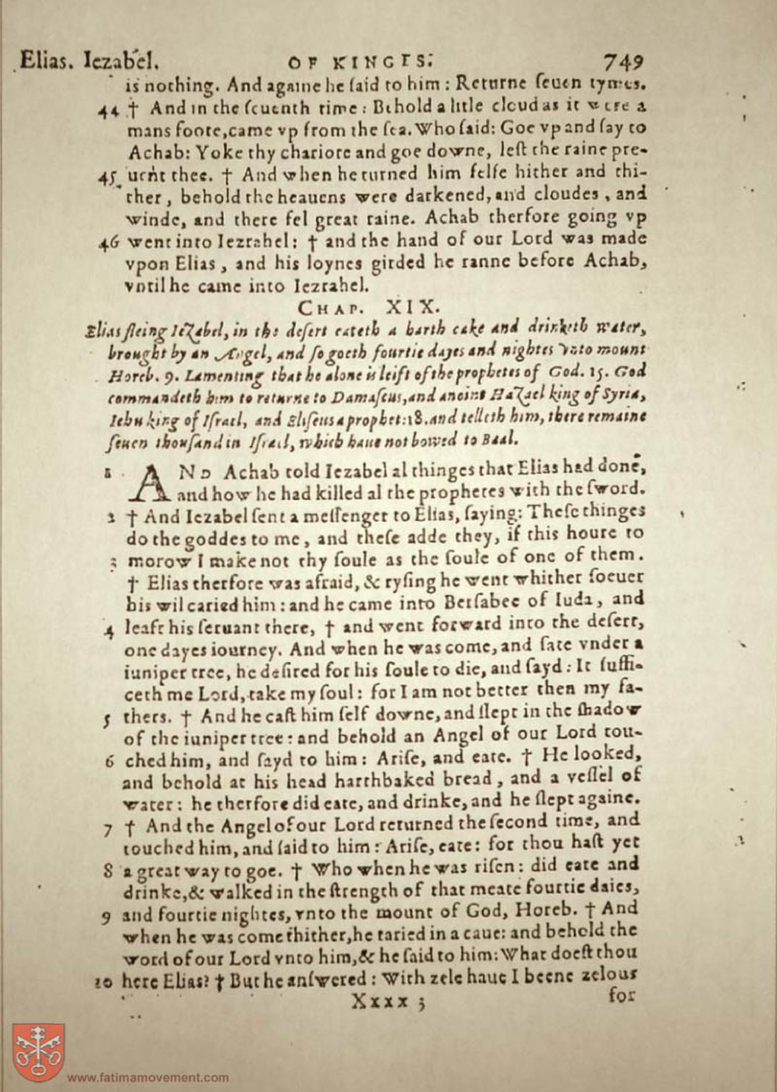 Elias. Iezabel. OF KINGES. 749
is nothing. And againe he ſaid to him : Returne ſeuen tymes.
44 † And in the ſeuenth time : Behold a litle cloud as it were a
mans foote, came vp from the ſea. Who ſaid: Goe vp and ſay to
Achab: Yoke thy chariote and goe downe, leſt the raine pre-
45 uent thee. † And when he turned him ſelfe hither and thi-
ther, behold the heauens were darkened, and cloudes, and
winde, and there fel great raine. Achab therfore going vp
46 went into Iezrahel: † and the hand of our Lord was made
vpon Elias, and his loynes girded he ranne before Achab,
vntil he came into Iezrahel.
CHAP. XIX.
Elias fleing Iezabel, in the deſert eateth a harth cake and drinketh water,
brought by an Angel, and ſo goeth fourtie dayes and nightes vnto mount
Horeb. 9. Lamenting that he alone is leift of the prophetes of God. 15. God
commandeth him to returne to Damaſcus, and anoint Hazael king of Syria,
Iehu king of Iſrael, and Eliſeus a prophet: 18. and telleth him, there remaine
ſeuen thouſand in Iſrael, which haue not bowed to Baal.
1 AND Achab told Iezabel al thinges that Elias had done,
and how he had killed al the prophetes with the ſword.
2 † And Iezabel ſent a meſſenger to Elias, ſaying: Theſe thinges
do the goddes to me, and theſe adde they, if this houre to
3 morow I make not thy ſoule as the ſoule of one of them.
† Elias therfore was afraid, & ryſing he went whither ſoeuer
his wil caried him : and he came into Berſabee of Iuda, and
4 leaft his ſeruant there, † and went forward into the deſert,
one dayes iourney. And when he was come, and ſate vnder a
iuniper tree, he deſired for his ſoule to die, and ſayd : It ſuffi-
ceth me Lord, take my ſoul : for I am not better then my fa-
5 thers. † And he caſt him ſelf downe, and ſlept in the ſhadow
of the iuniper tree : and behold an Angel of our Lord tou-
6 ched him, and ſayd to him : Ariſe, and eate. † He looked,
and behold at his head harthbaked bread, and a veſſel of
water : he therfore did eate, and drinke, and he ſlept againe.
7 † And the Angel of our Lord returned the ſecond time, and
touched him, and ſaid to him : Ariſe, eate : for thou haſt yet
8 a great way to goe. † Who when he was riſen : did eate and
drinke, & walked in the ſtrength of that meate fourtie daies,
9 and fourtie nightes, vnto the mount of God, Horeb. † And
when he was come thither, he taried in a caue: and behold the
word of our Lord vnto him, & he ſaid to him: What doeſt thou
10 here Elias? † But he anſwered : With zele haue I beene zelous
Xxxx 3 for
www.fatimamovement.com